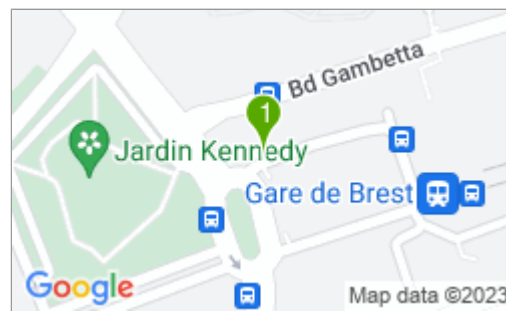 Bd Gambetta
1
Jardin Kennedy
Gare de Brest
Google
Map data ©2023